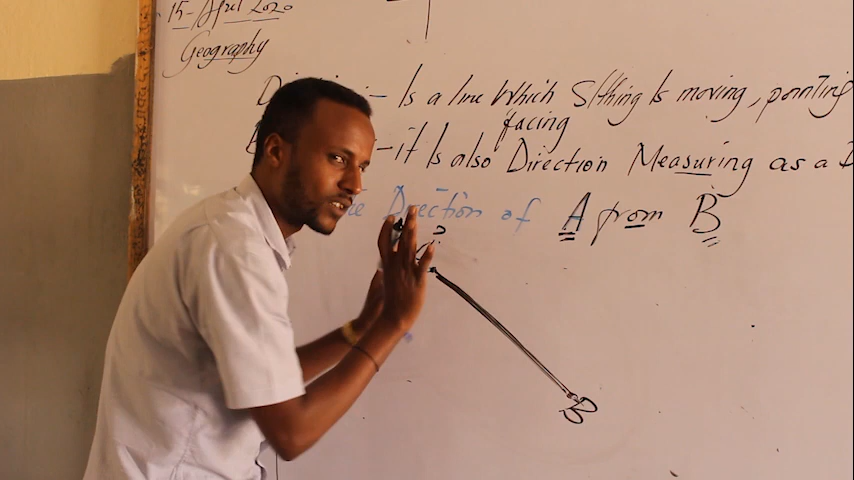 15-April 2020
Geography
- Is a line Which S/thing Is moving, pointing
facing
- it Is also Direction Measuring as a
Direction of A from B
B